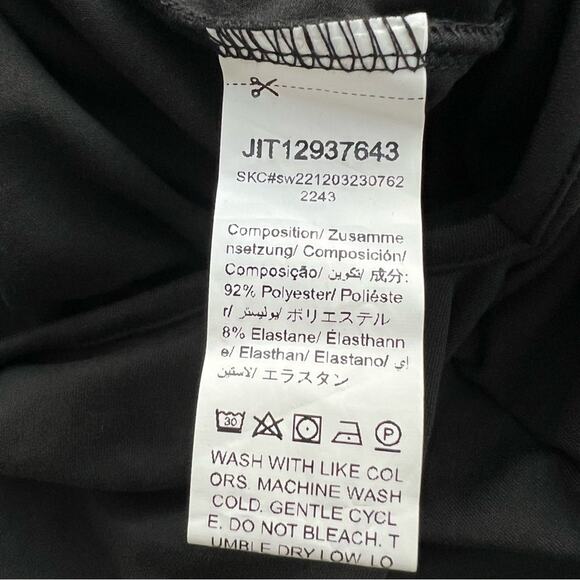 JIT12937643
SKC#sw221203230762
2243
Composition/ Zusamme
nsetzung/ Composición/
Composição/ تكوين/ 成分:
92% Polyester/ Poliéste
r/ بوليستر/ ポリエステル
8% Elastane/ Élasthann
e/ Elasthan/ Elastano/ إي
لاستين/ エラスタン
30 P
WASH WITH LIKE COL
ORS. MACHINE WASH
COLD. GENTLE CYCL
E. DO NOT BLEACH. T
UMBLE DRY LOW. LO